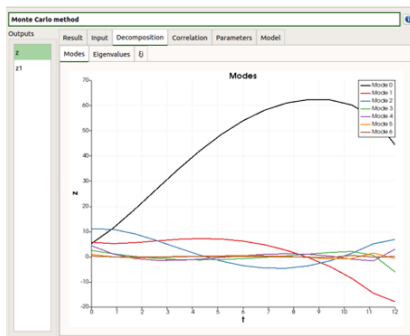 Monte Carlo method
Outputs
z
z1
Result Input Decomposition Correlation Parameters Model
Modes Eigenvalues ξi
Modes
70
60
50
40
30
20
10
0
-10
-20
z
0 1 2 3 4 5 6 7 8 9 10 11 12
t
Mode 0
Mode 1
Mode 2
Mode 3
Mode 4
Mode 5
Mode 6